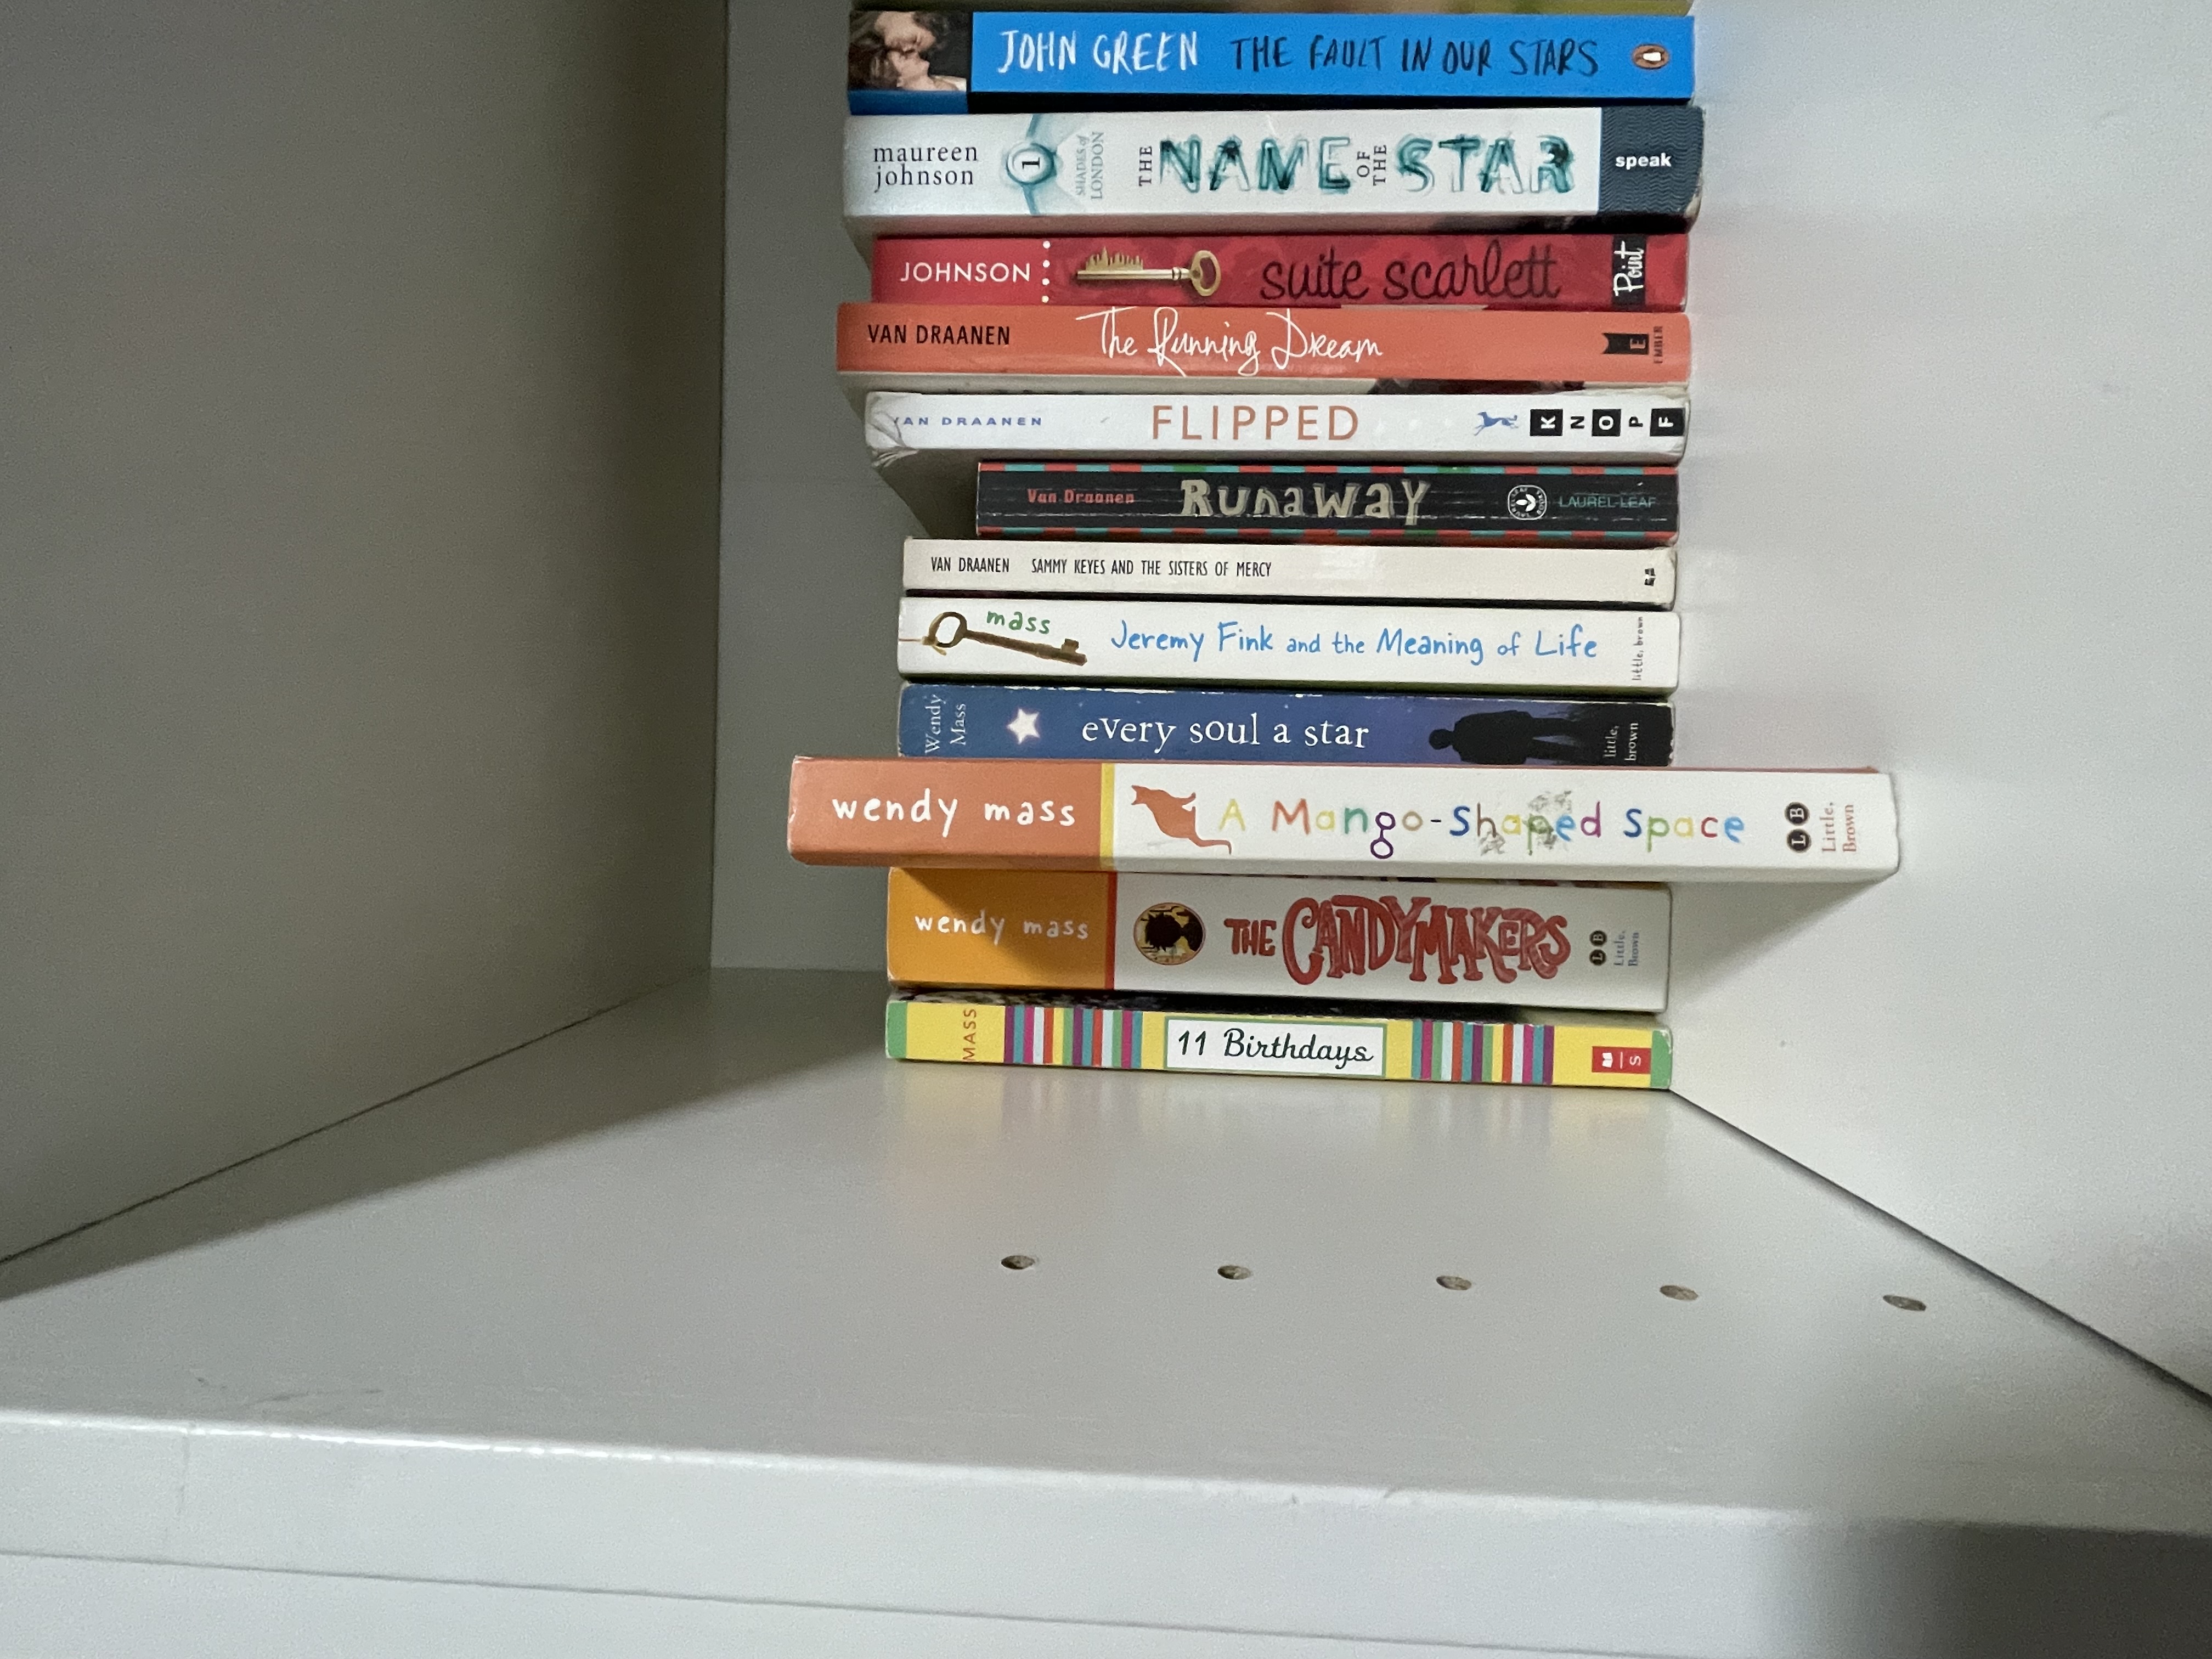 MASS
11 Birthdays
S
wendy mass
THE CANDYMAKERS
L B
Little,
Brown
wendy mass
A Mango-Shaped Space
L B
Little,
Brown
Wendy
Mass
every soul a star
little,
brown
mass
Jeremy Fink and the Meaning of Life
little, brown
VAN DRAANEN SAMMY KEYES AND THE SISTERS OF MERCY
Van Draanen
Runaway
LAUREL-LEAF
BOOKS
LAUREL-LEAF
VAN DRAANEN
FLIPPED
KNOPF
VAN DRAANEN
The Running Dream
E
EMBER
JOHNSON
Suite Scarlett
Point
maureen
johnson
1
SHADES of
LONDON
THE
NAME
OF
THE
STAR
speak
JOHN GREEN THE FAULT IN OUR STARS